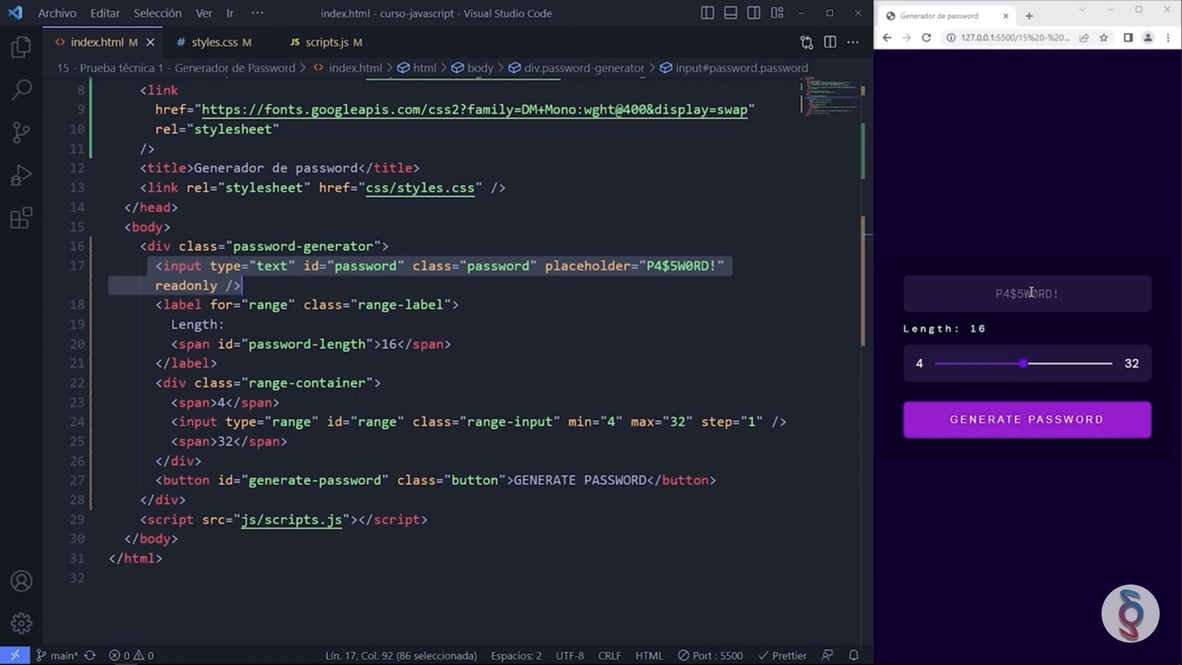 Archivo Editar Selección Ver Ir ··· index.html - curso-javascript - Visual Studio Code
index.html M styles.css M scripts.js M
15 - Prueba técnica 1 - Generador de Password > index.html > html > body > div.password-generator > input#password.password
8 <link
9 href="https://fonts.googleapis.com/css2?family=DM+Mono:wght@400&display=swap"
10 rel="stylesheet"
11 />
12 <title>Generador de password</title>
13 <link rel="stylesheet" href="css/styles.css" />
14 </head>
15 <body>
16 <div class="password-generator">
17 <input type="text" id="password" class="password" placeholder="P4$5W0RD!"
readonly />
18 <label for="range" class="range-label">
19 Length:
20 <span id="password-length">16</span>
21 </label>
22 <div class="range-container">
23 <span>4</span>
24 <input type="range" id="range" class="range-input" min="4" max="32" step="1" />
25 <span>32</span>
26 </div>
27 <button id="generate-password" class="button">GENERATE PASSWORD</button>
28 </div>
29 <script src="js/scripts.js"></script>
30 </body>
31 </html>
32
main* 0 0 Lín. 17, Col. 92 (86 seleccionada) Espacios: 2 UTF-8 CRLF HTML Port : 5500 Prettier
Generador de password
127.0.0.1:5500/15%20-%20...
P4$5W0RD!
Length: 16
4 32
GENERATE PASSWORD